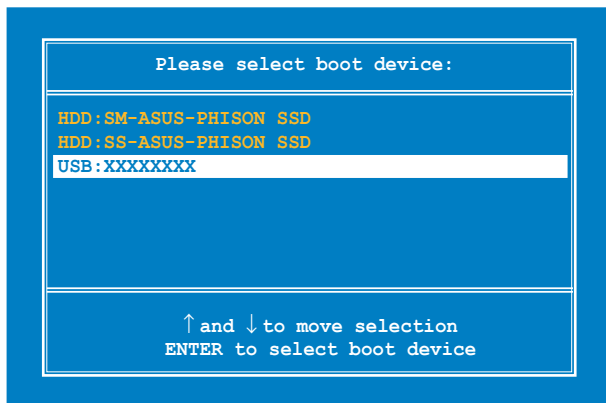 Please select boot device:
HDD:SM-ASUS-PHISON SSD
HDD:SS-ASUS-PHISON SSD
USB:XXXXXXXX
↑ and ↓ to move selection
ENTER to select boot device